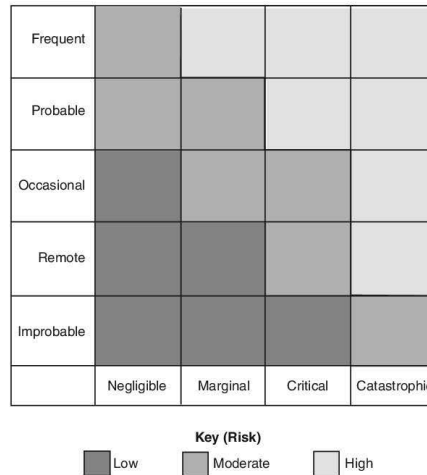 Frequent
Probable
Occasional
Remote
Improbable
Negligible Marginal Critical Catastrophic
Key (Risk)
Low Moderate High